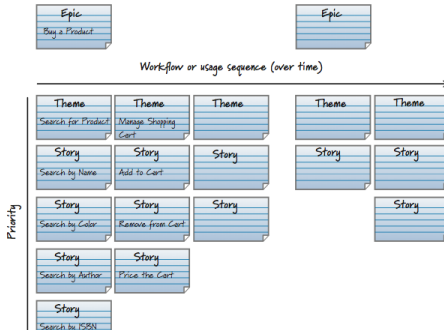 Epic
Buy a Product
Epic
Workflow or usage sequence (over time)
Priority
Theme
Search for Product
Theme
Manage Shopping
Cart
Theme
Theme
Theme
Story
Search by Name
Story
Add to Cart
Story
Story
Story
Story
Search by Color
Story
Remove from Cart
Story
Story
Story
Search by Author
Story
Price the Cart
Story
Search by ISBN